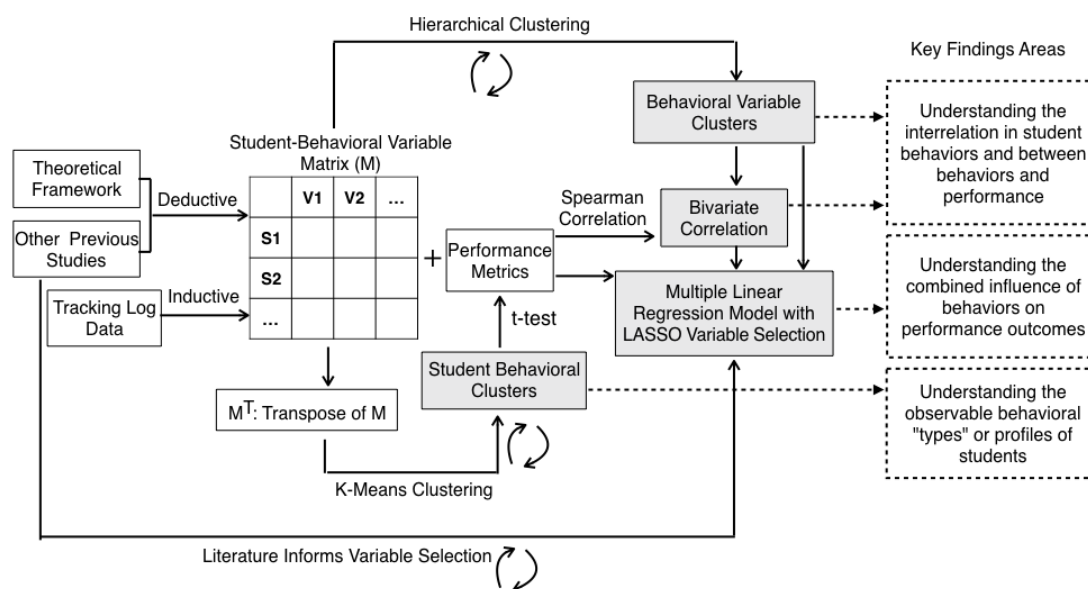 Hierarchical Clustering
Key Findings Areas
Behavioral Variable
Clusters
Understanding the
interrelation in student
behaviors and between
behaviors and
performance
Student-Behavioral Variable
Matrix (M)
Theoretical
Framework
Deductive
Other Previous
Studies
Tracking Log
Data
Inductive
V1 V2 ...
S1
S2
...
+
Performance
Metrics
Spearman
Correlation
Bivariate
Correlation
Multiple Linear
Regression Model with
LASSO Variable Selection
Understanding the
combined influence of
behaviors on
performance outcomes
t-test
Student Behavioral
Clusters
Understanding the
observable behavioral
"types" or profiles of
students
Mᵀ: Transpose of M
K-Means Clustering
Literature Informs Variable Selection